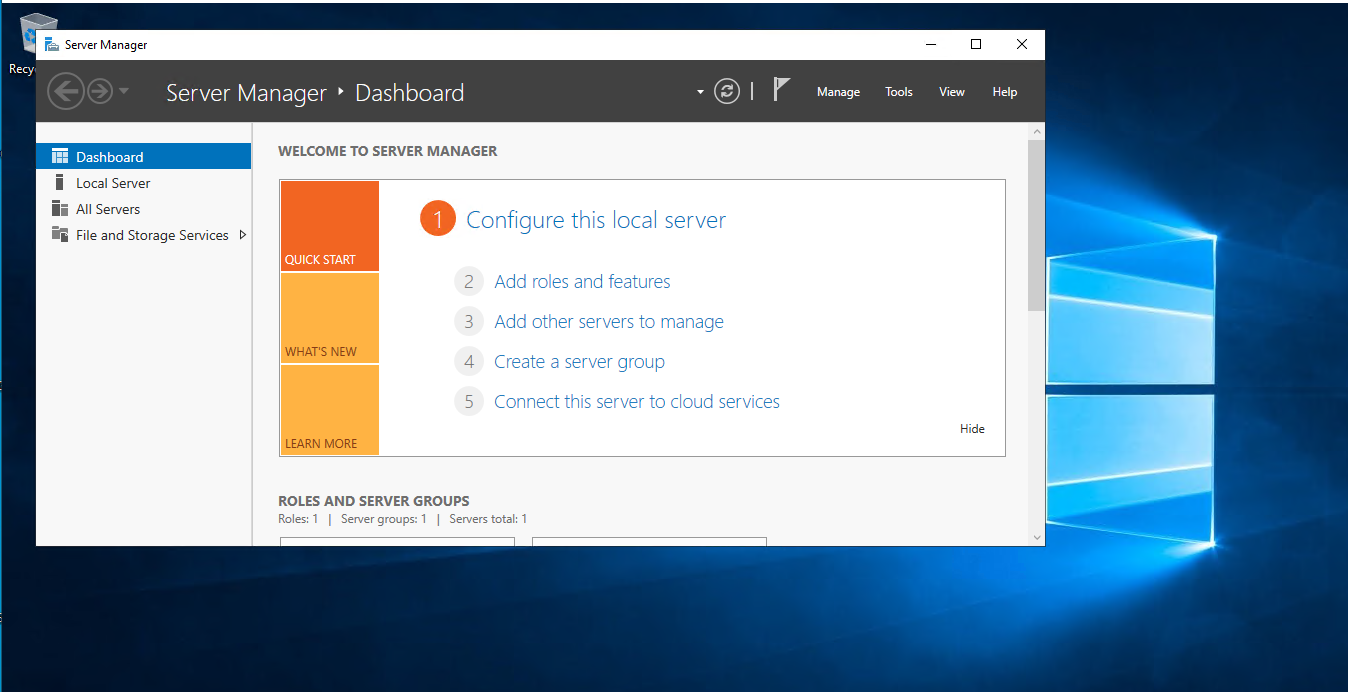 Recy
Server Manager
Server Manager ‣ Dashboard
Manage Tools View Help
Dashboard
Local Server
All Servers
File and Storage Services
WELCOME TO SERVER MANAGER
QUICK START
WHAT'S NEW
LEARN MORE
1 Configure this local server
2 Add roles and features
3 Add other servers to manage
4 Create a server group
5 Connect this server to cloud services
Hide
ROLES AND SERVER GROUPS
Roles: 1 | Server groups: 1 | Servers total: 1